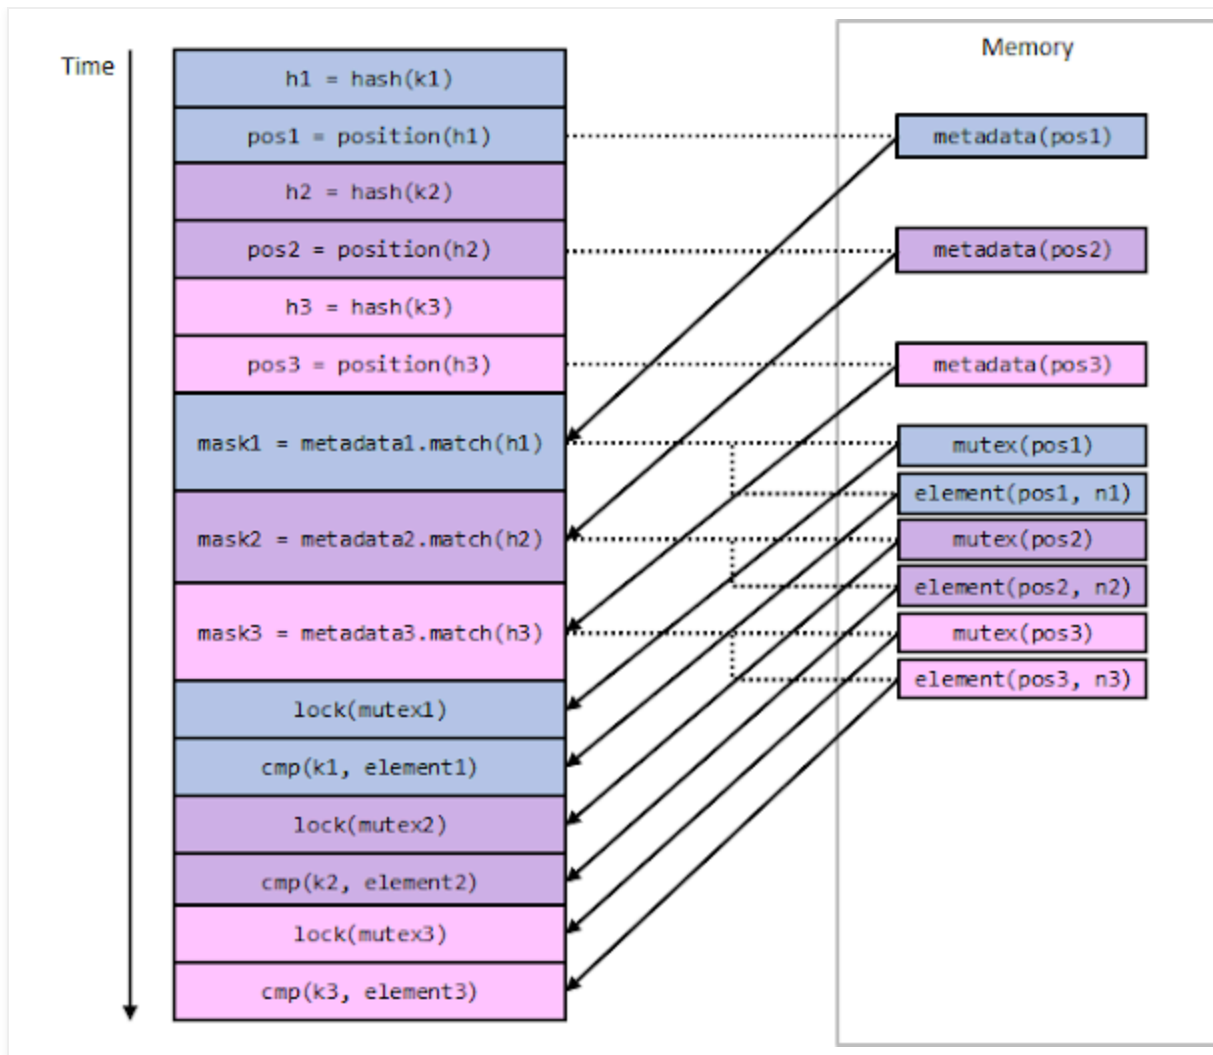 Memory
Time
h1 = hash(k1)
pos1 = position(h1)
metadata(pos1)
h2 = hash(k2)
pos2 = position(h2)
metadata(pos2)
h3 = hash(k3)
pos3 = position(h3)
metadata(pos3)
mask1 = metadata1.match(h1)
mutex(pos1)
element(pos1, n1)
mask2 = metadata2.match(h2)
mutex(pos2)
element(pos2, n2)
mask3 = metadata3.match(h3)
mutex(pos3)
element(pos3, n3)
lock(mutex1)
cmp(k1, element1)
lock(mutex2)
cmp(k2, element2)
lock(mutex3)
cmp(k3, element3)